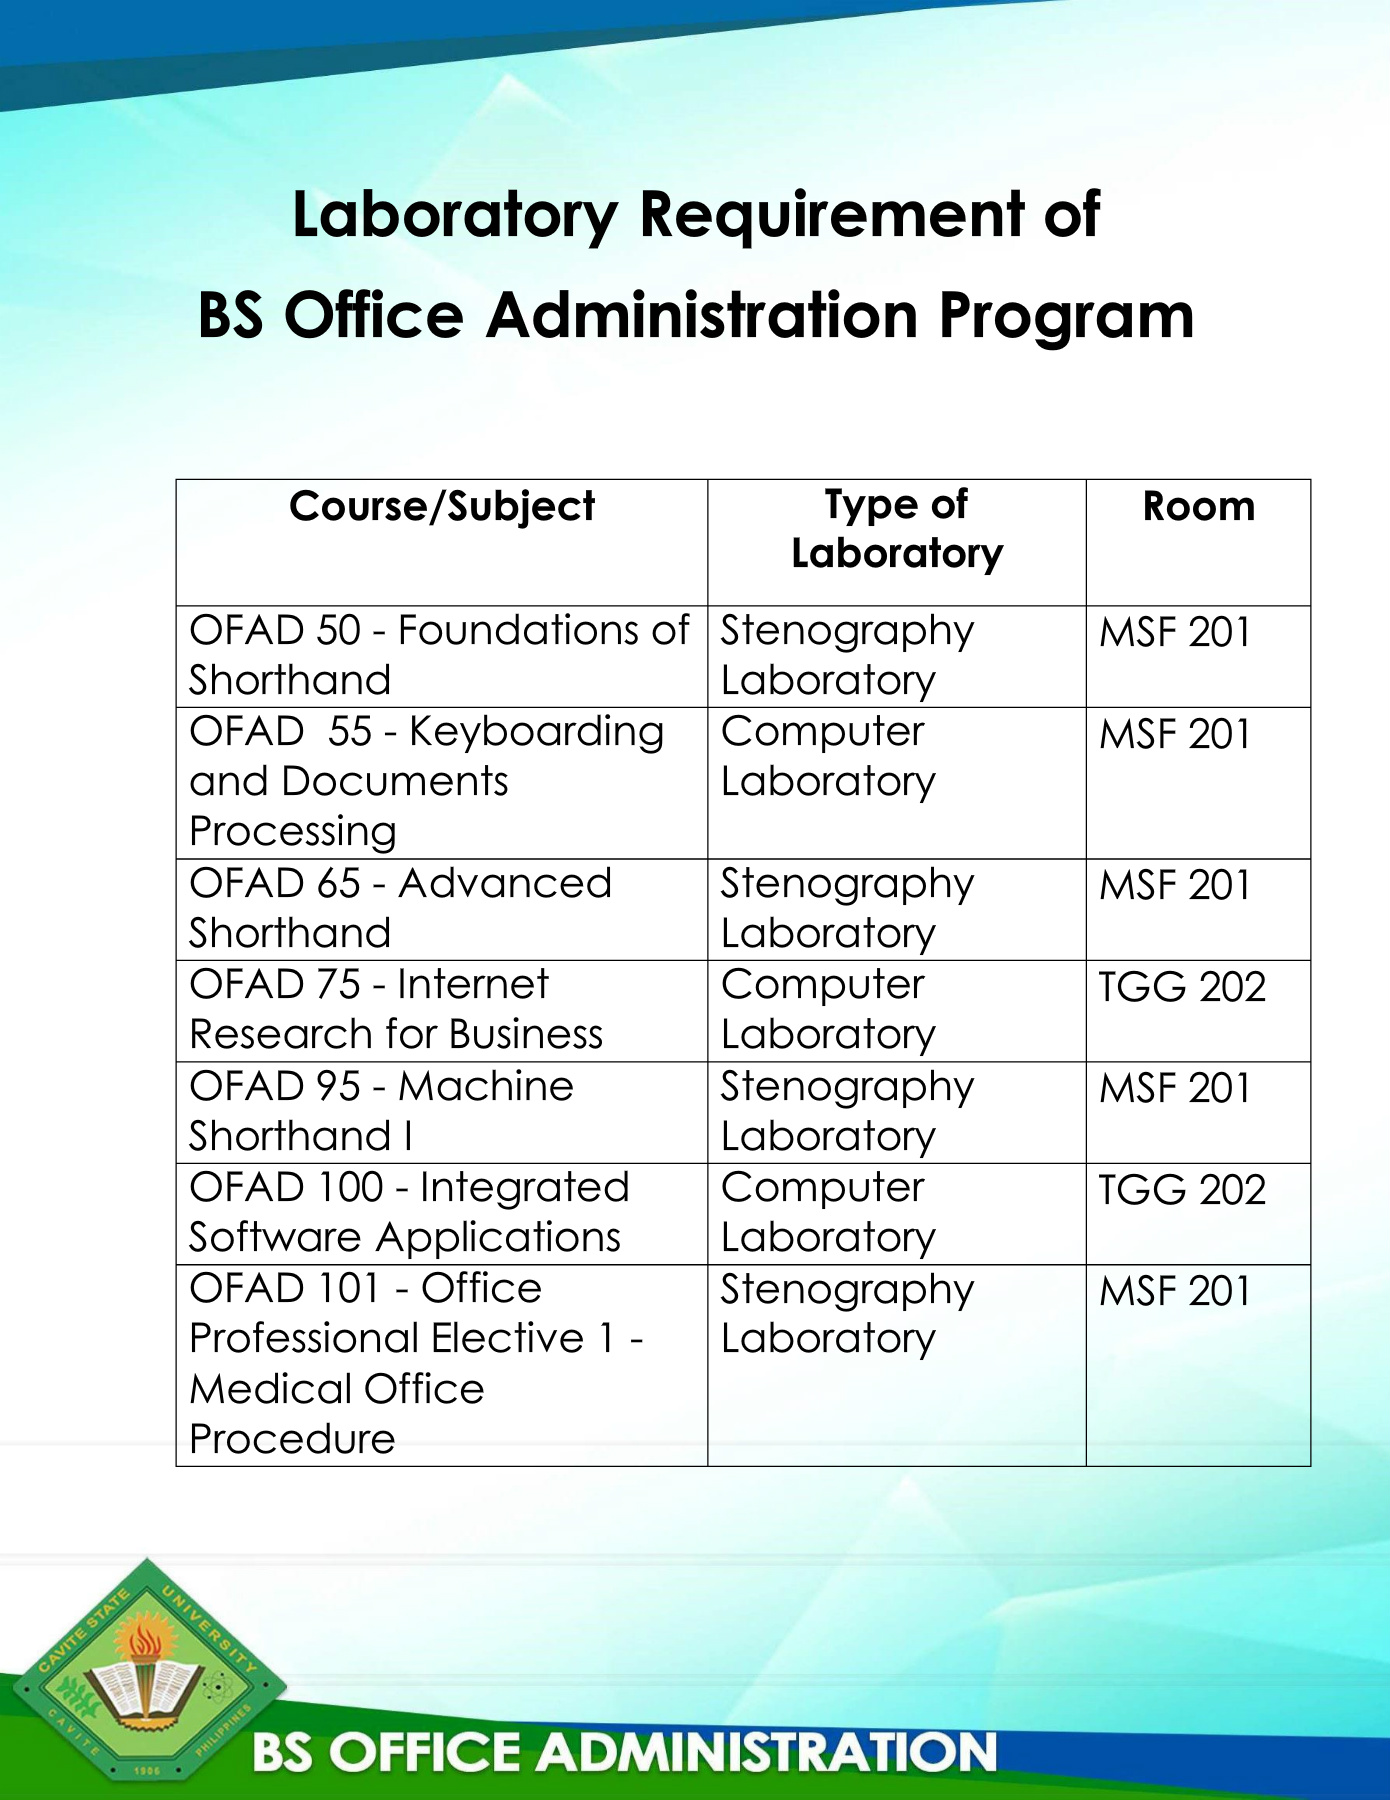 Laboratory Requirement of
BS Office Administration Program
Course/Subject
Type of
Laboratory
Room
OFAD 50 - Foundations of
Shorthand
Stenography
Laboratory
MSF 201
OFAD  55 - Keyboarding
and Documents
Processing
Computer
Laboratory
MSF 201
OFAD 65 - Advanced
Shorthand
Stenography
Laboratory
MSF 201
OFAD 75 - Internet
Research for Business
Computer
Laboratory
TGG 202
OFAD 95 - Machine
Shorthand I
Stenography
Laboratory
MSF 201
OFAD 100 - Integrated
Software Applications
Computer
Laboratory
TGG 202
OFAD 101 - Office
Professional Elective 1 -
Medical Office
Procedure
Stenography
Laboratory
MSF 201
CAVITE STATE UNIVERSITY
CAVITE
PHILIPPINES
1906
BS OFFICE ADMINISTRATION